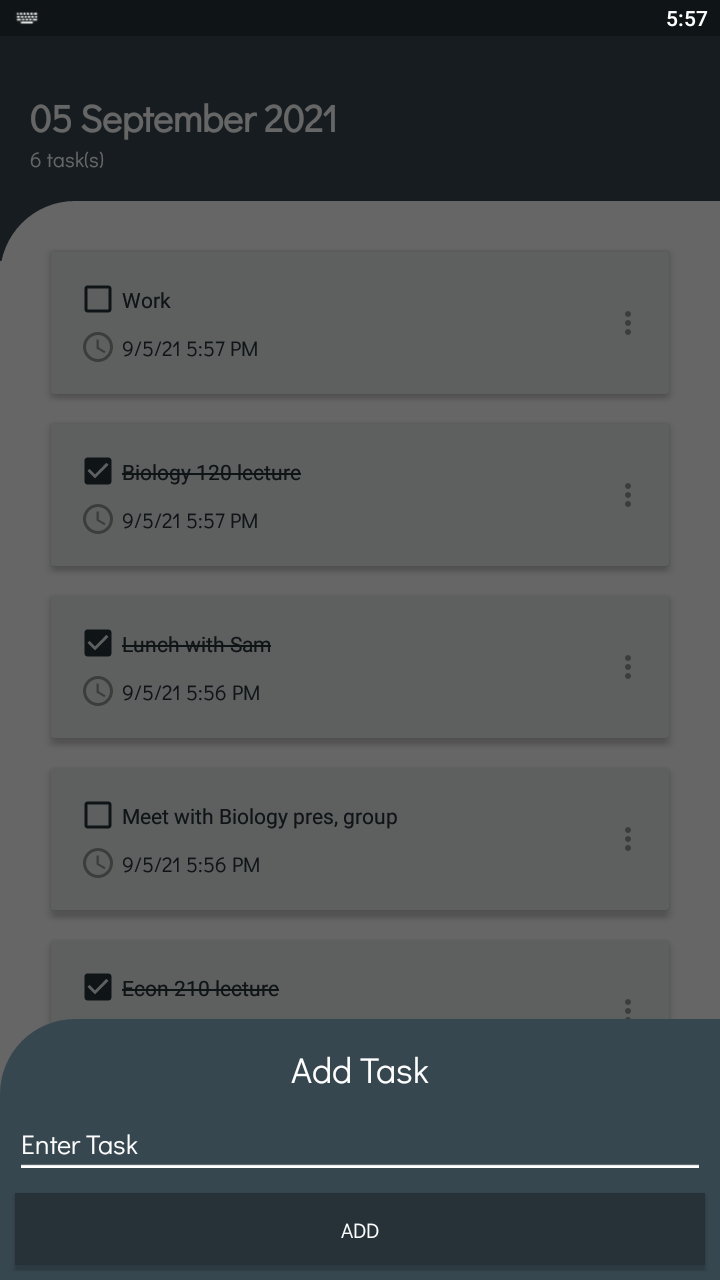 5:57
05 September 2021
6 task(s)
Work
9/5/21 5:57 PM
Biology 120 lecture
9/5/21 5:57 PM
Lunch with Sam
9/5/21 5:56 PM
Meet with Biology pres, group
9/5/21 5:56 PM
Econ 210 lecture
Add Task
Enter Task
ADD